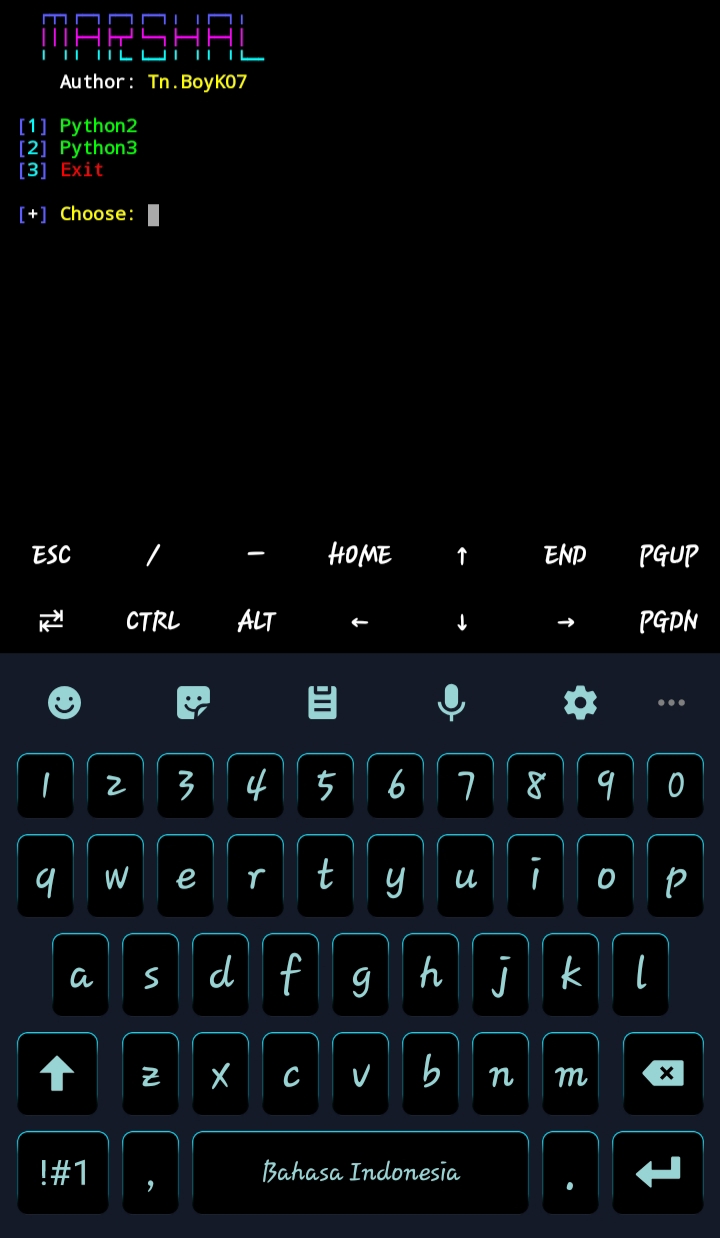 MARSHAL
Author: Tn.BoyK07
[1] Python2
[2] Python3
[3] Exit
[+] Choose:
ESC / — HOME ↑ END PGUP
⇄ CTRL ALT ← ↓ → PGDN
1 2 3 4 5 6 7 8 9 0
q w e r t y u i o p
a s d f g h j k l
z x c v b n m
!#1 , Bahasa Indonesia .